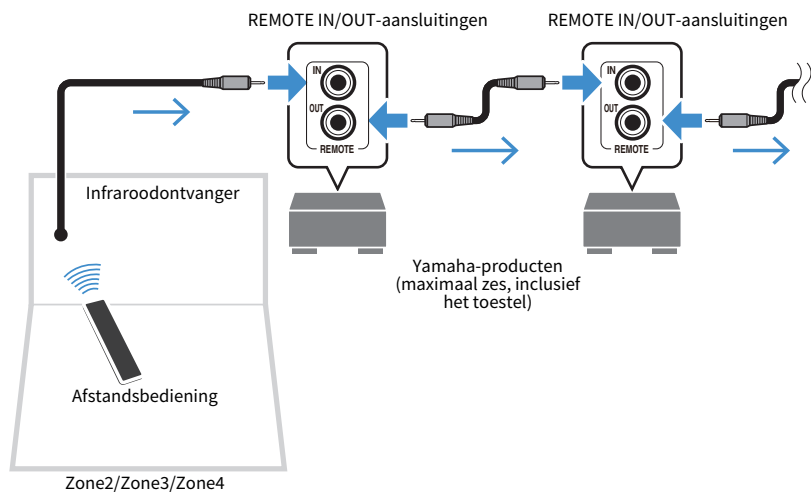 REMOTE IN/OUT-aansluitingen
REMOTE IN/OUT-aansluitingen
IN
OUT
REMOTE
IN
OUT
REMOTE
Infraroodontvanger
Yamaha-producten
(maximaal zes, inclusief
het toestel)
Afstandsbediening
Zone2/Zone3/Zone4